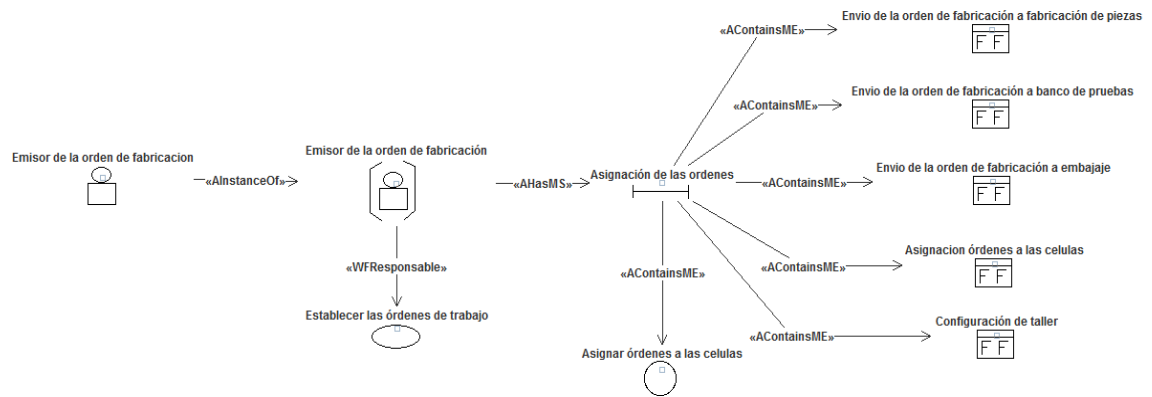 Envio de la orden de fabricación a fabricación de piezas
«AContainsME»
F F
Envio de la orden de fabricación a banco de pruebas
«AContainsME»
F F
Emisor de la orden de fabricacion
«AInstanceOf»
Emisor de la orden de fabricación
«AHasMS»
Asignación de las ordenes
«AContainsME»
Envio de la orden de fabricación a embajaje
F F
«WFResponsable»
Establecer las órdenes de trabajo
«AContainsME»
Asignar órdenes a las celulas
«AContainsME»
Asignacion órdenes a las celulas
F F
«AContainsME»
Configuración de taller
F F